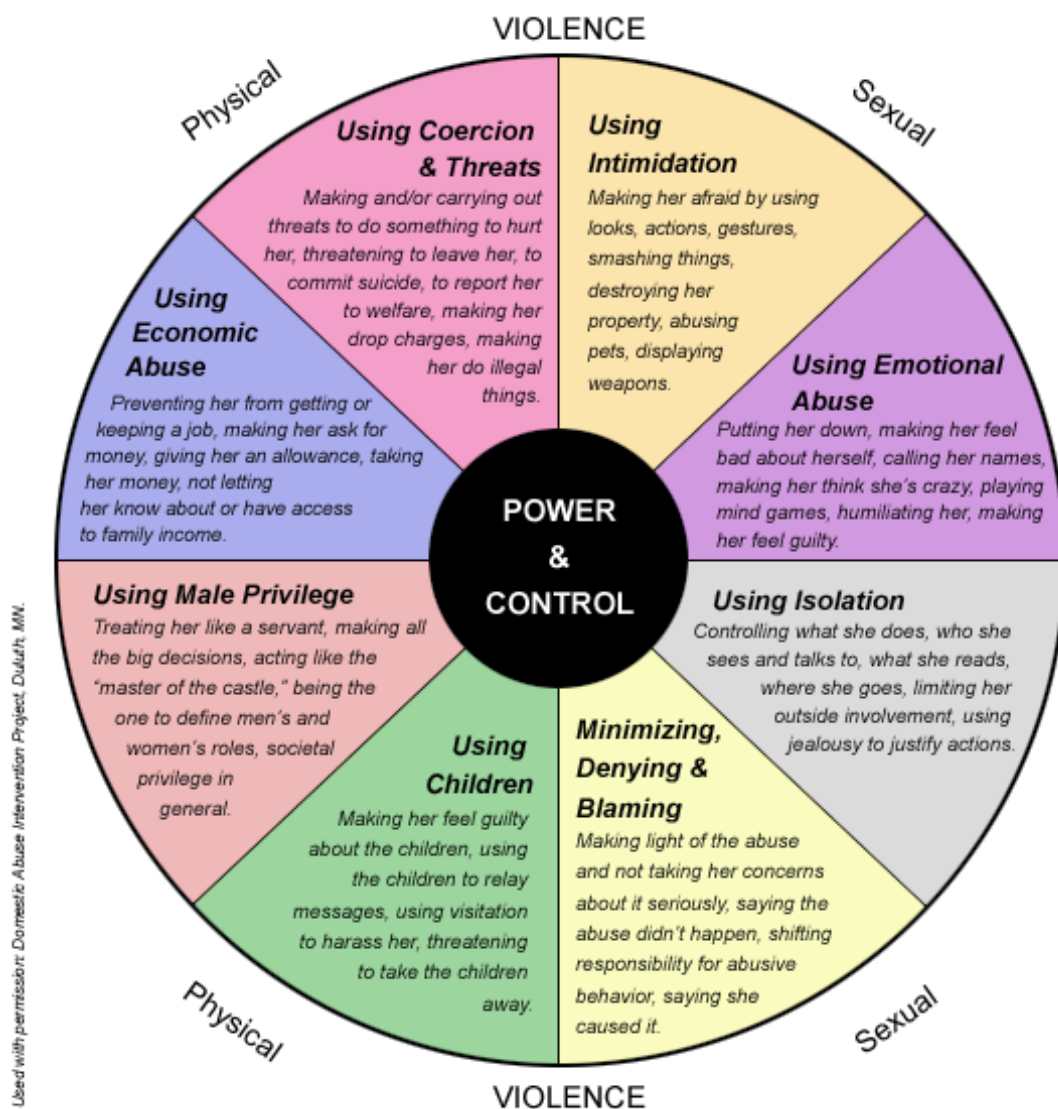 VIOLENCE
Physical
Sexual
Using Coercion
& Threats
Making and/or carrying out
threats to do something to hurt
her, threatening to leave her, to
commit suicide, to report her
to welfare, making her
drop charges, making
her do illegal
things.
Using
Intimidation
Making her afraid by using
looks, actions, gestures,
smashing things,
destroying her
property, abusing
pets, displaying
weapons.
Using Emotional
Abuse
Putting her down, making her feel
bad about herself, calling her names,
making her think she's crazy, playing
mind games, humiliating her, making
her feel guilty.
Using Isolation
Controlling what she does, who she
sees and talks to, what she reads,
where she goes, limiting her
outside involvement, using
jealousy to justify actions.
Minimizing,
Denying &
Blaming
Making light of the abuse
and not taking her concerns
about it seriously, saying the
abuse didn't happen, shifting
responsibility for abusive
behavior, saying she
caused it.
Using
Children
Making her feel guilty
about the children, using
the children to relay
messages, using visitation
to harass her, threatening
to take the children
away.
Using Male Privilege
Treating her like a servant, making all
the big decisions, acting like the
"master of the castle," being the
one to define men's and
women's roles, societal
privilege in
general.
Using
Economic
Abuse
Preventing her from getting or
keeping a job, making her ask for
money, giving her an allowance, taking
her money, not letting
her know about or have access
to family income.
POWER
&
CONTROL
Physical
Sexual
VIOLENCE
Used with permission: Domestic Abuse Intervention Project, Duluth, MN.